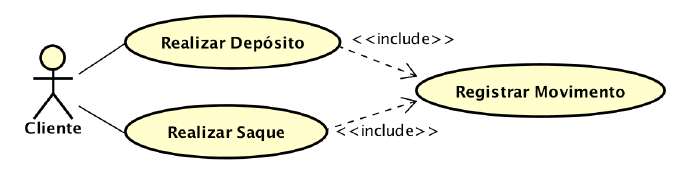 Realizar Depósito
<<include>>
Registrar Movimento
Cliente
Realizar Saque
<<include>>